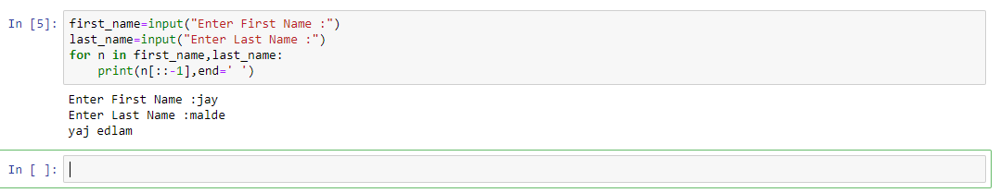 In [5]: first_name=input("Enter First Name :")
last_name=input("Enter Last Name :")
for n in first_name,last_name:
    print(n[::-1],end=' ')
Enter First Name :jay
Enter Last Name :malde
yaj edlam
In [ ]: